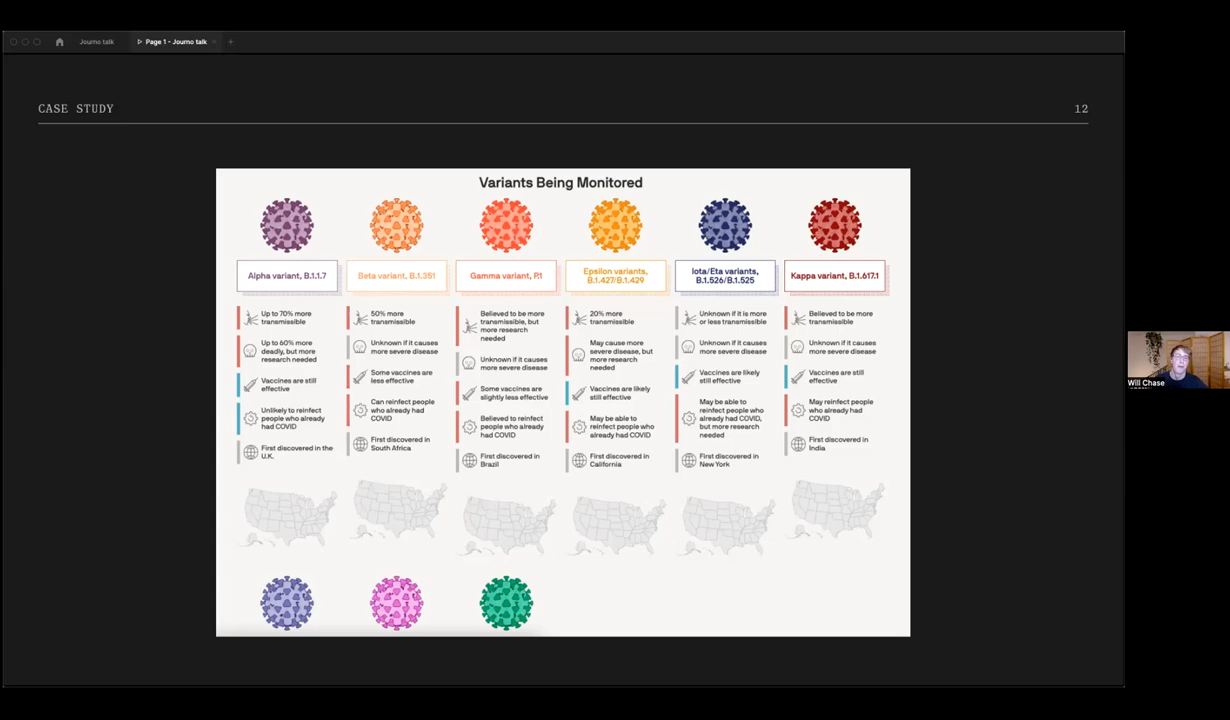 Journo talk
Page 1 - Journo talk
CASE STUDY
12
Variants Being Monitored
Alpha variant, B.1.1.7
Up to 70% more
transmissible
Up to 60% more
deadly, but more
research needed
Vaccines are still
effective
Unlikely to reinfect
people who already
had COVID
First discovered in the
U.K.
Beta variant, B.1.351
50% more
transmissible
Unknown if it causes
more severe disease
Some vaccines are
less effective
Can reinfect people
who already had
COVID
First discovered in
South Africa
Gamma variant, P.1
Believed to be more
transmissible, but
more research
needed
Unknown if it causes
more severe disease
Some vaccines are
slightly less effective
Believed to reinfect
people who already
had COVID
First discovered in
Brazil
Epsilon variants,
B.1.427/B.1.429
20% more
transmissible
May cause more
severe disease, but
more research
needed
Vaccines are likely
still effective
May be able to
reinfect people who
already had COVID
First discovered in
California
Iota/Eta variants,
B.1.526/B.1.525
Unknown if it is more
or less transmissible
Unknown if it causes
more severe disease
Vaccines are likely
still effective
May be able to
reinfect people who
already had COVID,
but more research
needed
First discovered in
New York
Kappa variant, B.1.617.1
Believed to be more
transmissible
Unknown if it causes
more severe disease
Vaccines are still
effective
May reinfect people
who already had
COVID
First discovered in
India
Will Chase